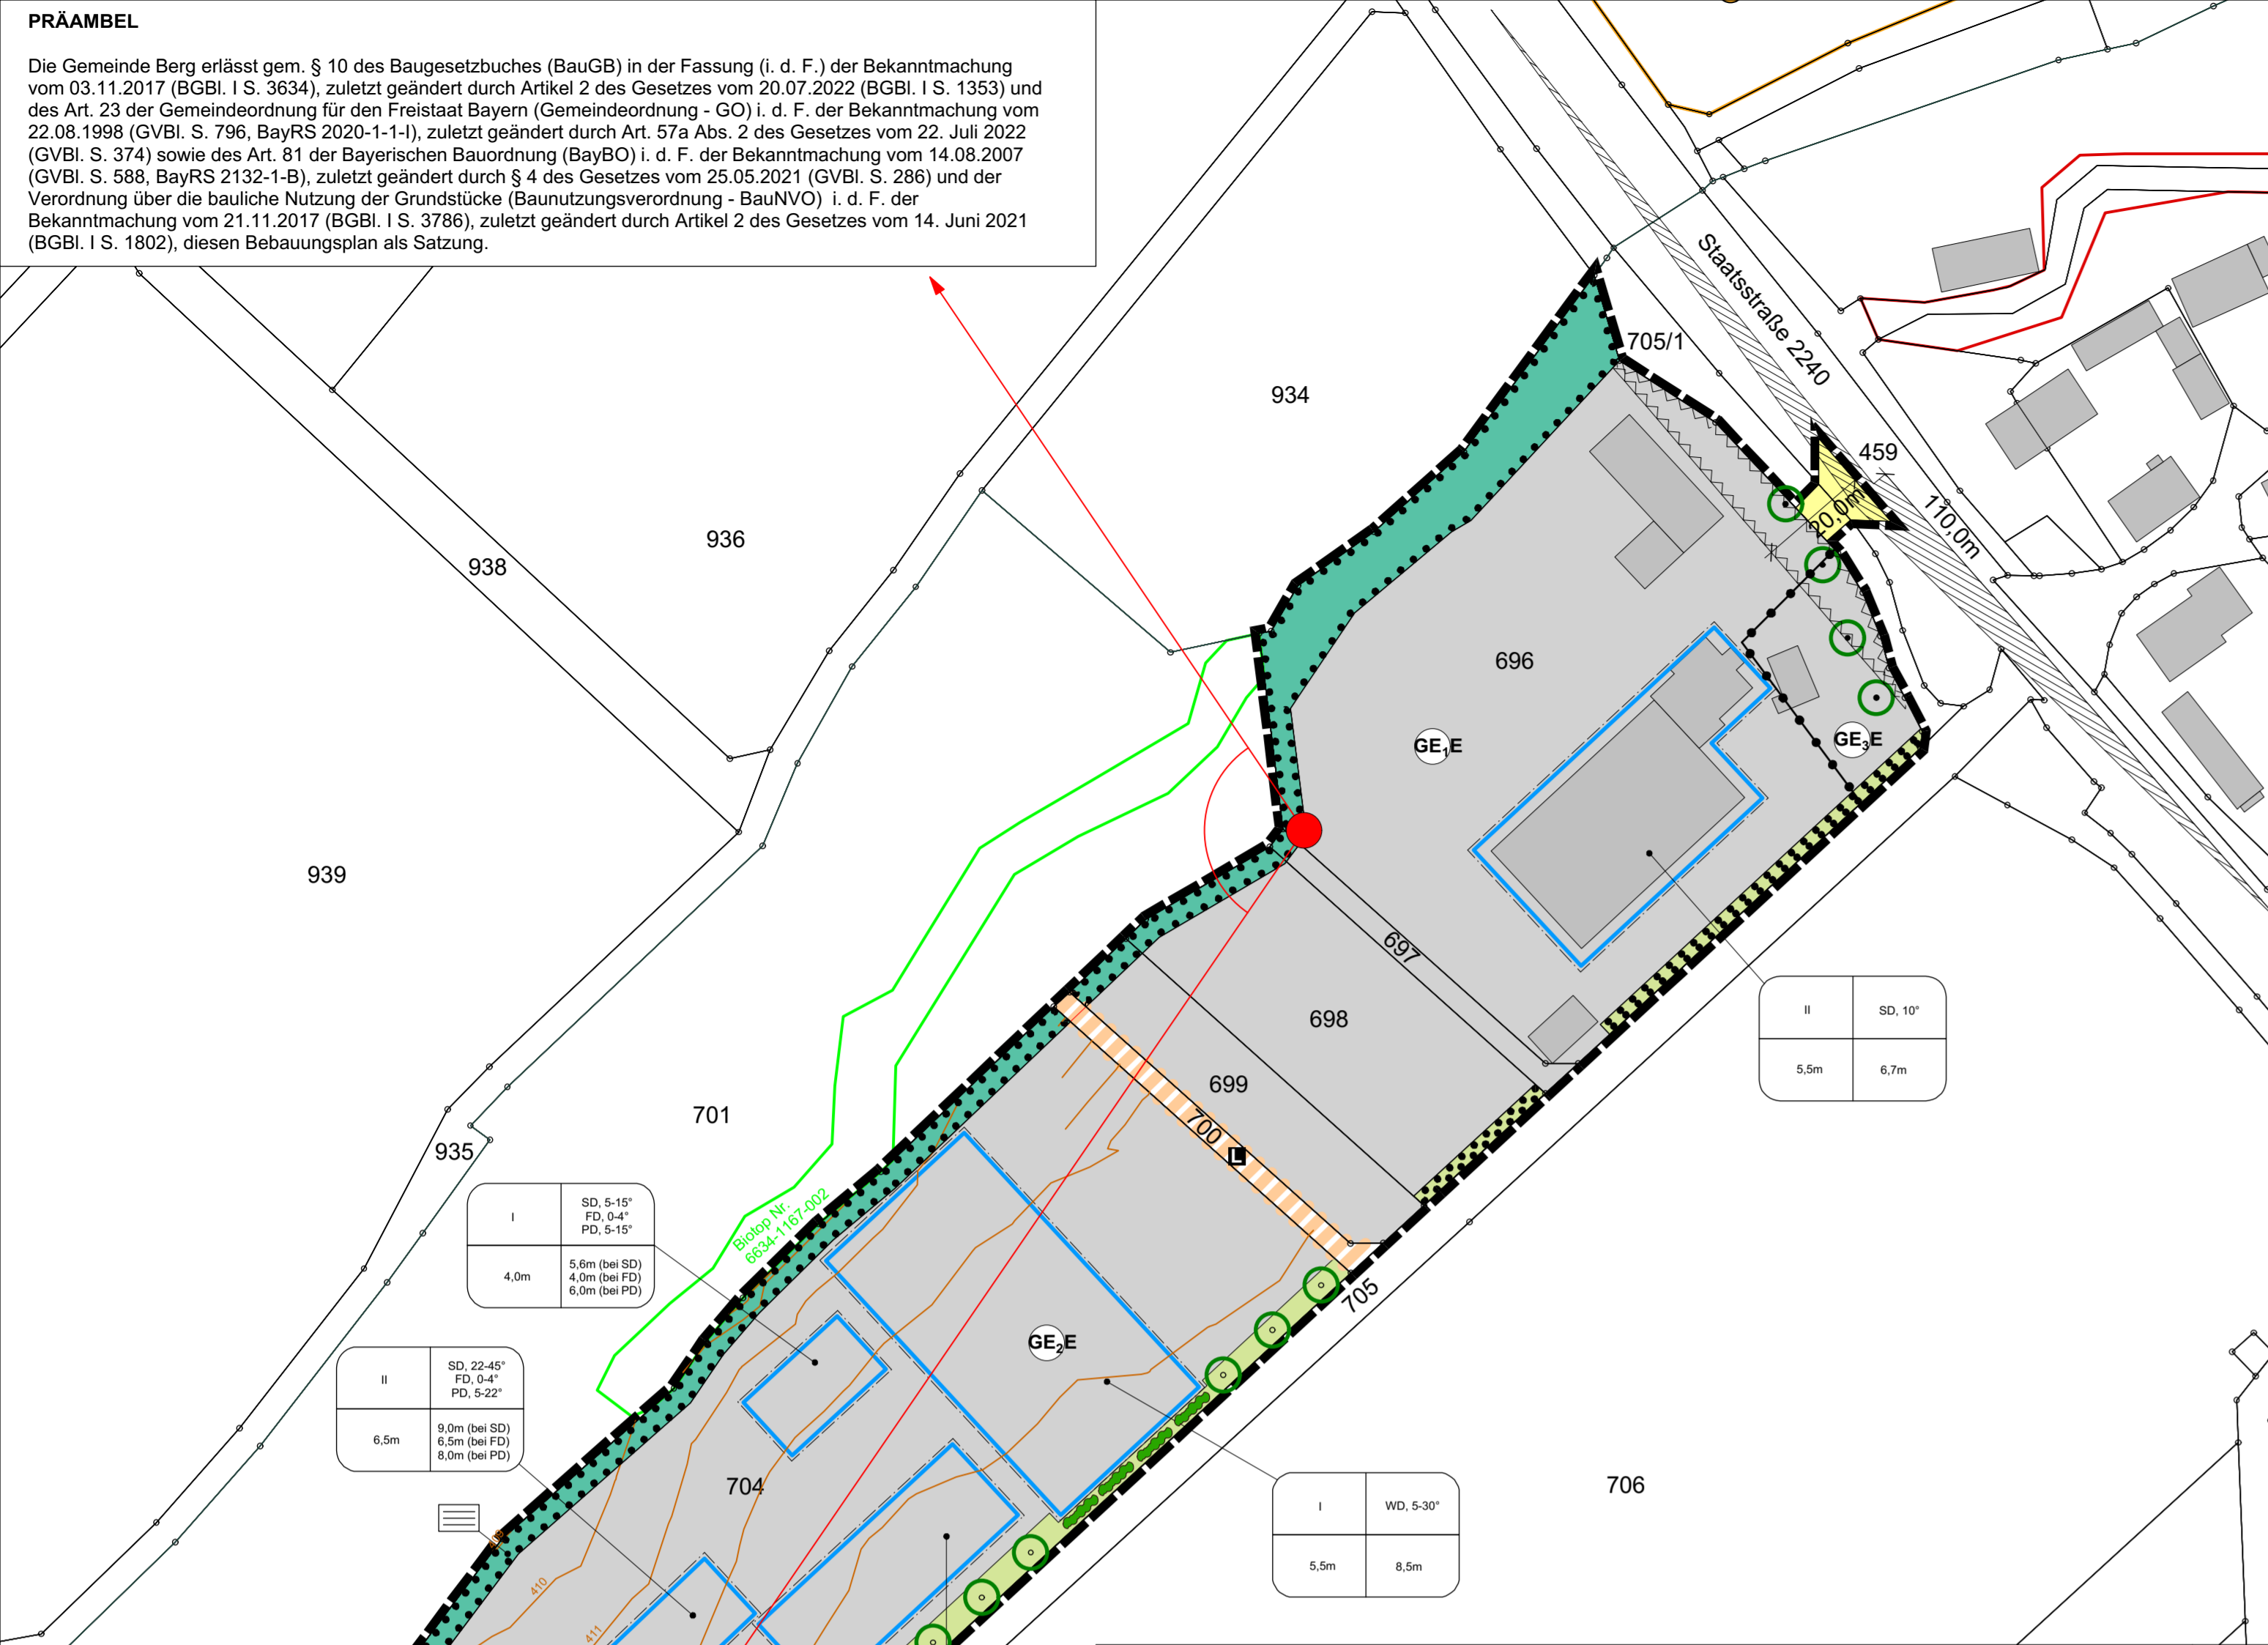 PRÄAMBEL
Die Gemeinde Berg erlässt gem. § 10 des Baugesetzbuches (BauGB) in der Fassung (i. d. F.) der Bekanntmachung
vom 03.11.2017 (BGBl. I S. 3634), zuletzt geändert durch Artikel 2 des Gesetzes vom 20.07.2022 (BGBl. I S. 1353) und
des Art. 23 der Gemeindeordnung für den Freistaat Bayern (Gemeindeordnung - GO) i. d. F. der Bekanntmachung vom
22.08.1998 (GVBl. S. 796, BayRS 2020-1-1-I), zuletzt geändert durch Art. 57a Abs. 2 des Gesetzes vom 22. Juli 2022
(GVBl. S. 374) sowie des Art. 81 der Bayerischen Bauordnung (BayBO) i. d. F. der Bekanntmachung vom 14.08.2007
(GVBl. S. 588, BayRS 2132-1-B), zuletzt geändert durch § 4 des Gesetzes vom 25.05.2021 (GVBl. S. 286) und der
Verordnung über die bauliche Nutzung der Grundstücke (Baunutzungsverordnung - BauNVO) i. d. F. der
Bekanntmachung vom 21.11.2017 (BGBl. I S. 3786), zuletzt geändert durch Artikel 2 des Gesetzes vom 14. Juni 2021
(BGBl. I S. 1802), diesen Bebauungsplan als Satzung.
Staatsstraße 2240
705/1
934
459
20,0m
110,0m
936
938
696
GE1E
GE3E
939
697
698
II
SD, 10°
5,5m
6,7m
699
700
L
701
935
Biotop Nr.
6634-1167-002
I
SD, 5-15°
FD, 0-4°
PD, 5-15°
4,0m
5,6m (bei SD)
4,0m (bei FD)
6,0m (bei PD)
705
GE2E
II
SD, 22-45°
FD, 0-4°
PD, 5-22°
6,5m
9,0m (bei SD)
6,5m (bei FD)
8,0m (bei PD)
704
706
I
WD, 5-30°
5,5m
8,5m
409
410
411